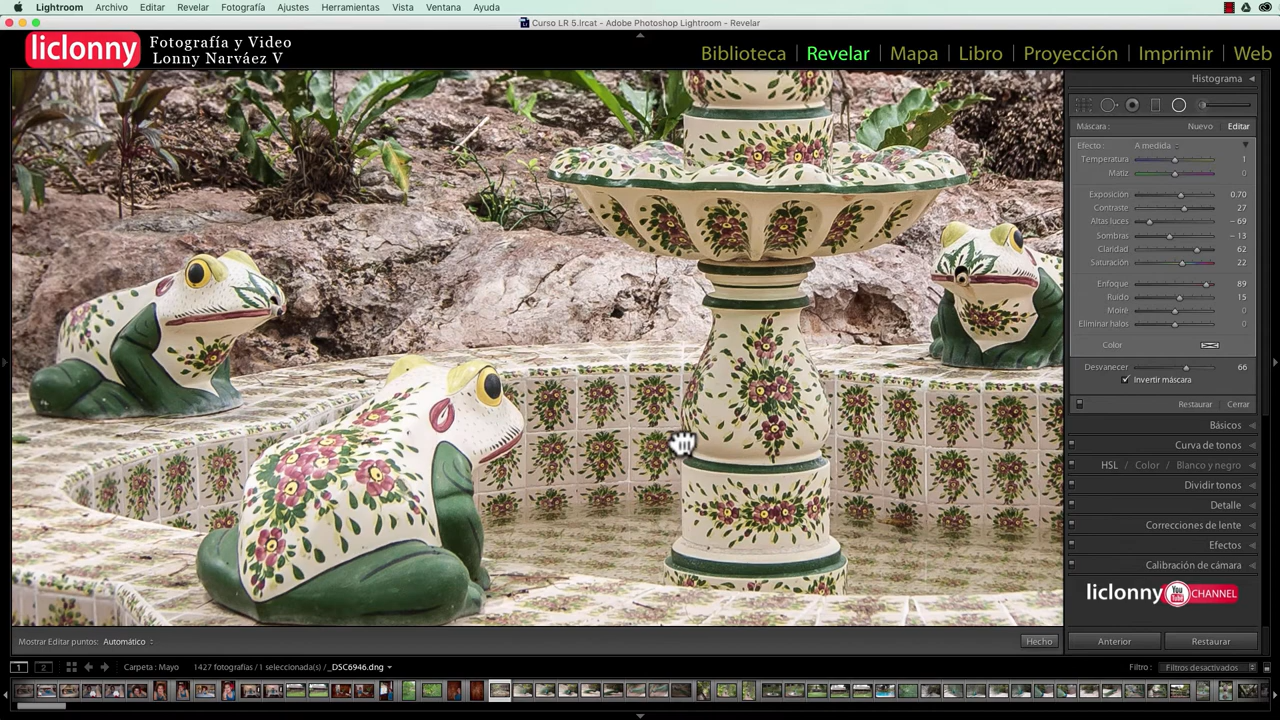 Lightroom Archivo Editar Revelar Fotografía Ajustes Herramientas Vista Ventana Ayuda
Curso LR 5.lrcat - Adobe Photoshop Lightroom - Revelar
liclonny Fotografía y Video
Lonny Narváez V
Biblioteca | Revelar | Mapa | Libro | Proyección | Imprimir | Web
Histograma
Máscara: Nuevo Editar
Efecto: A medida
Temperatura 1
Matiz 0
Exposición 0.70
Contraste 27
Altas luces – 69
Sombras – 13
Claridad 62
Saturación 22
Enfoque 89
Ruido 15
Moiré 0
Eliminar halos 0
Color
Desvanecer 66
Invertir máscara
Restaurar Cerrar
Básicos
Curva de tonos
HSL / Color / Blanco y negro
Dividir tonos
Detalle
Correcciones de lente
Efectos
Calibración de cámara
liclonny You Tube CHANNEL
Mostrar Editar puntos: Automático
Hecho
Anterior Restaurar
1 2 Carpeta : Mayo 1427 fotografías / 1 seleccionada(s) / _DSC6946.dng
Filtro : Filtros desactivados